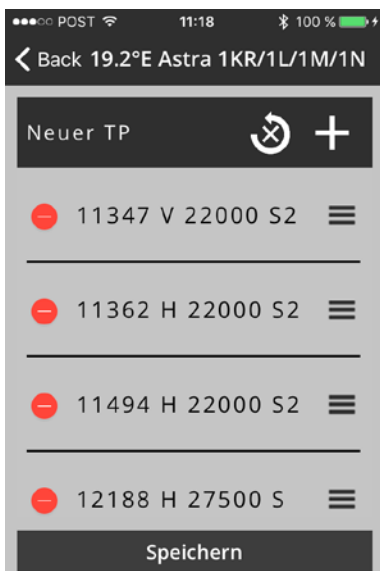 POST 11:18 100 %
Back 19.2°E Astra 1KR/1L/1M/1N
Neuer TP
11347 V 22000 S2
11362 H 22000 S2
11494 H 22000 S2
12188 H 27500 S
Speichern